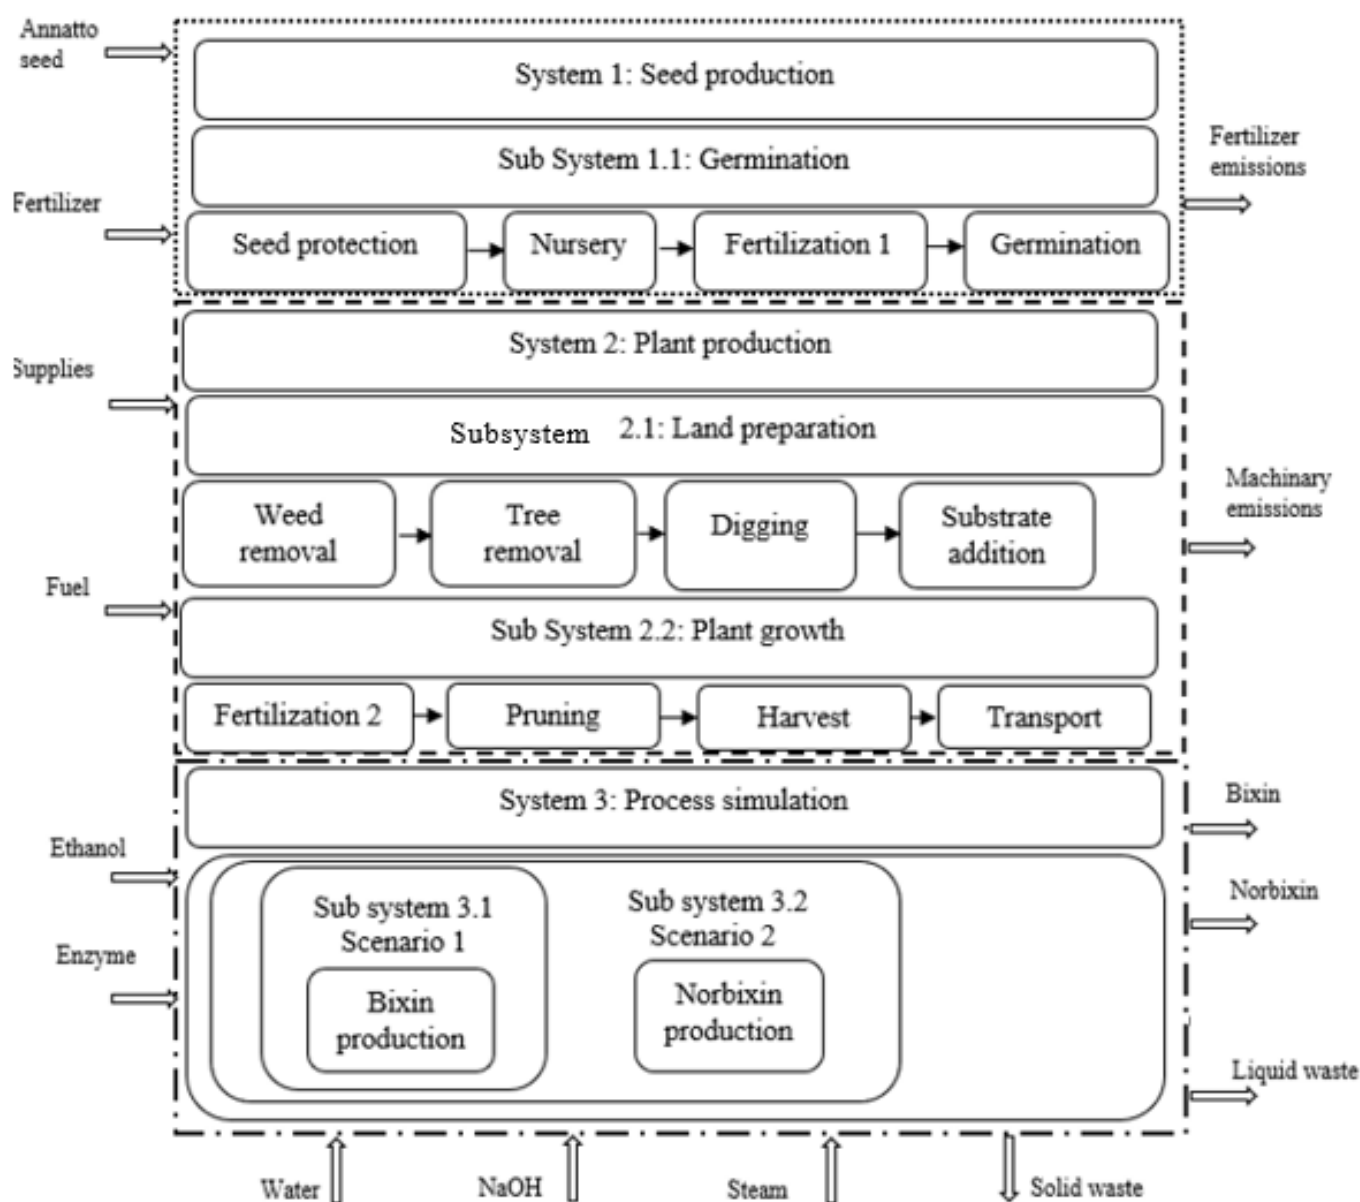 Annatto
seed
System 1: Seed production
Sub System 1.1: Germination
Fertilizer
emissions
Fertilizer
Seed protection
Nursery
Fertilization 1
Germination
System 2: Plant production
Supplies
Subsystem 2.1: Land preparation
Weed
removal
Tree
removal
Digging
Substrate
addition
Machinary
emissions
Fuel
Sub System 2.2: Plant growth
Fertilization 2
Pruning
Harvest
Transport
System 3: Process simulation
Bixin
Ethanol
Norbixin
Sub system 3.1
Scenario 1
Sub system 3.2
Scenario 2
Enzyme
Bixin
production
Norbixin
production
Liquid waste
Water
NaOH
Steam
Solid waste